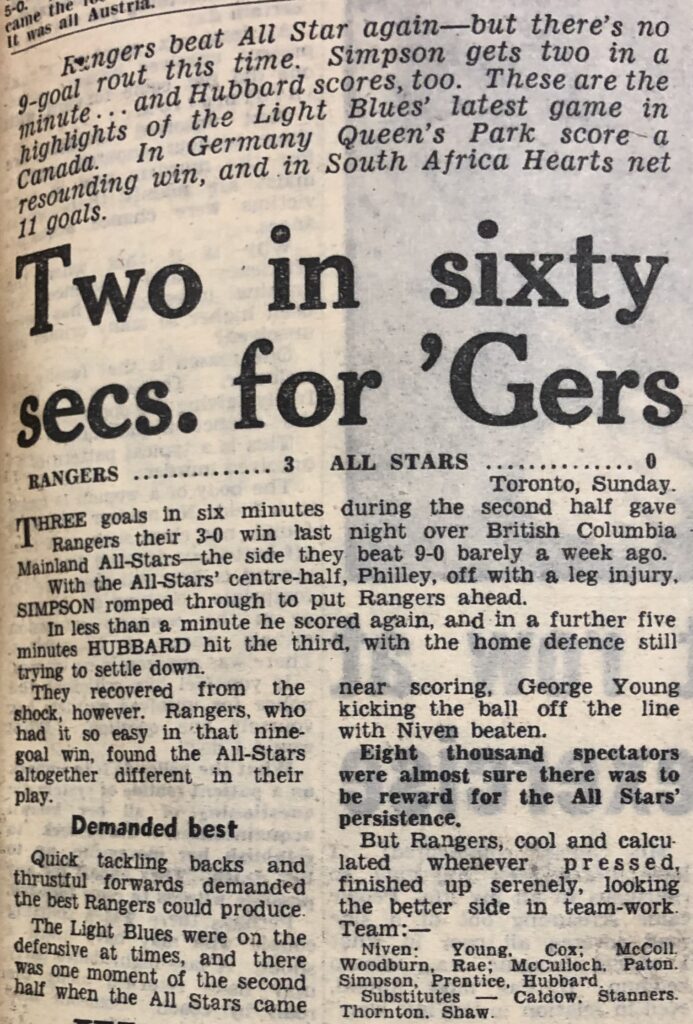 5-0.
came the
It was all Austria.
Rangers beat All Star again—but there's no
9-goal rout this time. Simpson gets two in a
minute... and Hubbard scores, too. These are the
highlights of the Light Blues' latest game in
Canada. In Germany Queen's Park score a
resounding win, and in South Africa Hearts net
11 goals.
Two in sixty
secs. for 'Gers
RANGERS .............. 3 ALL STARS .............. 0
Toronto, Sunday.
THREE goals in six minutes during the second half gave
Rangers their 3-0 win last night over British Columbia
Mainland All-Stars—the side they beat 9-0 barely a week ago.
With the All-Stars' centre-half, Philley, off with a leg injury,
SIMPSON romped through to put Rangers ahead.
In less than a minute he scored again, and in a further five
minutes HUBBARD hit the third, with the home defence still
trying to settle down.
They recovered from the
shock, however. Rangers, who
had it so easy in that nine-
goal win, found the All-Stars
altogether different in their
play.
Demanded best
Quick tackling backs and
thrustful forwards demanded
the best Rangers could produce.
The Light Blues were on the
defensive at times, and there
was one moment of the second
half when the All Stars came
near scoring, George Young
kicking the ball off the line
with Niven beaten.
Eight thousand spectators
were almost sure there was to
be reward for the All Stars'
persistence.
But Rangers, cool and calcu-
lated whenever pressed,
finished up serenely, looking
the better side in team-work.
Team:—
Niven; Young, Cox; McColl,
Woodburn, Rae; McCulloch, Paton,
Simpson, Prentice, Hubbard.
Substitutes — Caldow, Stanners,
Thornton, Shaw.